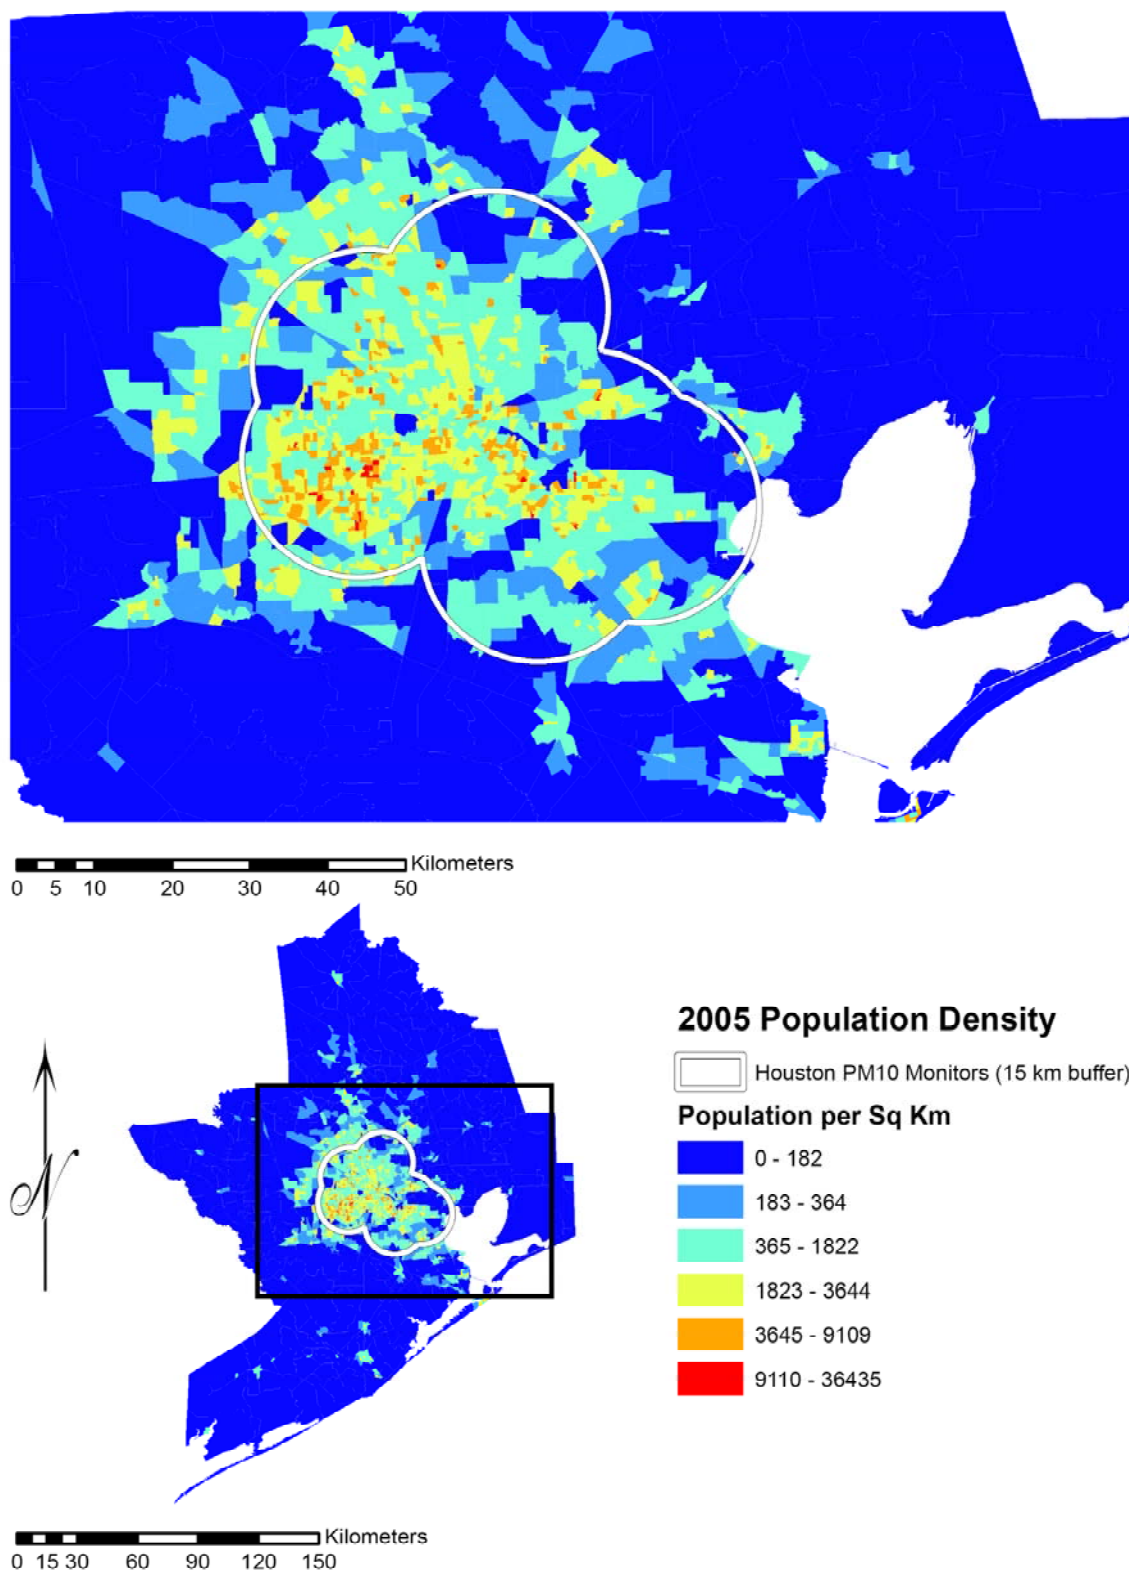 Kilometers
0 5 10 20 30 40 50
N
2005 Population Density
Houston PM10 Monitors (15 km buffer)
Population per Sq Km
0 - 182
183 - 364
365 - 1822
1823 - 3644
3645 - 9109
9110 - 36435
Kilometers
0 15 30 60 90 120 150